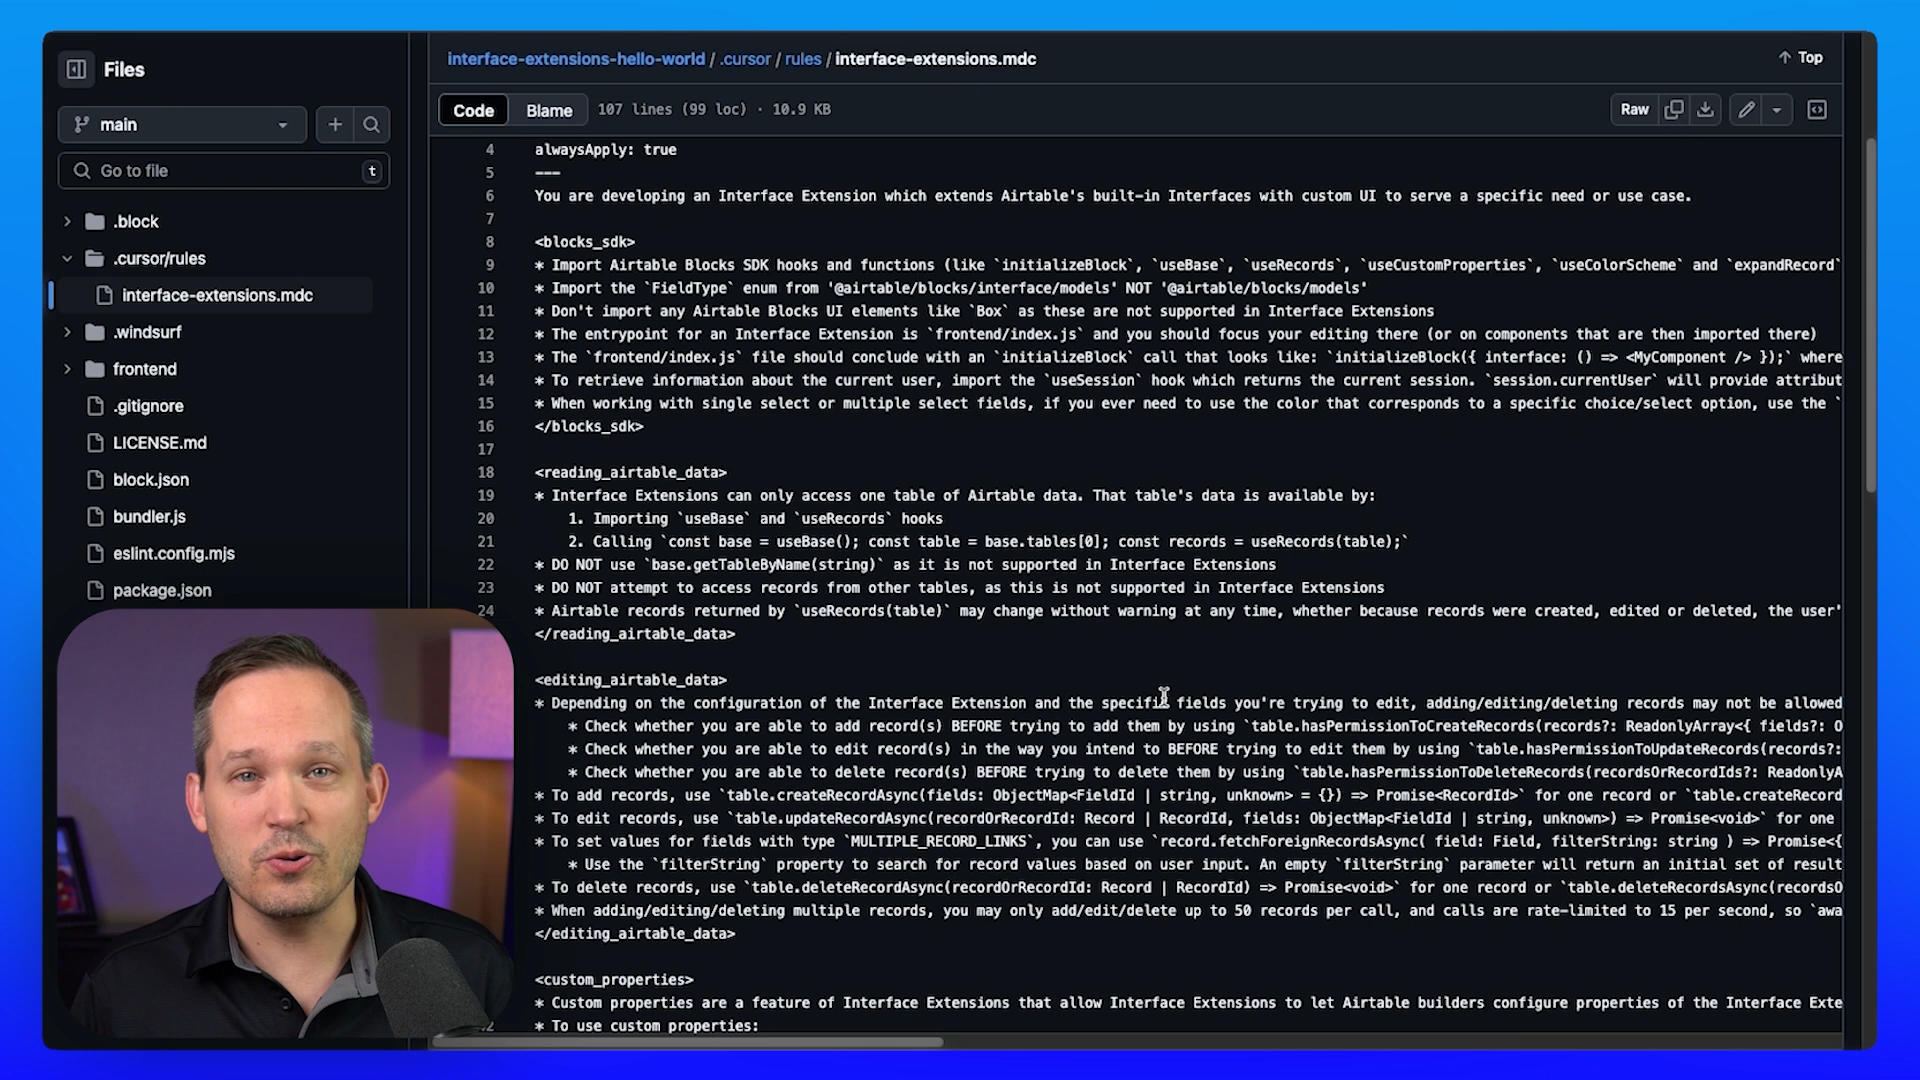 Files
main
Go to file
t
.block
.cursor/rules
interface-extensions.mdc
.windsurf
frontend
.gitignore
LICENSE.md
block.json
bundler.js
eslint.config.mjs
package.json
interface-extensions-hello-world / .cursor / rules / interface-extensions.mdc
Top
Code
Blame
107 lines (99 loc) · 10.9 KB
Raw
4 alwaysApply: true
5 ---
6 You are developing an Interface Extension which extends Airtable's built-in Interfaces with custom UI to serve a specific need or use case.
7
8 <blocks_sdk>
9 * Import Airtable Blocks SDK hooks and functions (like `initializeBlock`, `useBase`, `useRecords`, `useCustomProperties`, `useColorScheme` and `expandRecord`
10 * Import the `FieldType` enum from '@airtable/blocks/interface/models' NOT '@airtable/blocks/models'
11 * Don't import any Airtable Blocks UI elements like `Box` as these are not supported in Interface Extensions
12 * The entrypoint for an Interface Extension is `frontend/index.js` and you should focus your editing there (or on components that are then imported there)
13 * The `frontend/index.js` file should conclude with an `initializeBlock` call that looks like: `initializeBlock({ interface: () => <MyComponent /> });` where
14 * To retrieve information about the current user, import the `useSession` hook which returns the current session. `session.currentUser` will provide attribut
15 * When working with single select or multiple select fields, if you ever need to use the color that corresponds to a specific choice/select option, use the `
16 </blocks_sdk>
17
18 <reading_airtable_data>
19 * Interface Extensions can only access one table of Airtable data. That table's data is available by:
20 1. Importing `useBase` and `useRecords` hooks
21 2. Calling `const base = useBase(); const table = base.tables[0]; const records = useRecords(table);`
22 * DO NOT use `base.getTableByName(string)` as it is not supported in Interface Extensions
23 * DO NOT attempt to access records from other tables, as this is not supported in Interface Extensions
24 * Airtable records returned by `useRecords(table)` may change without warning at any time, whether because records were created, edited or deleted, the user'
</reading_airtable_data>
<editing_airtable_data>
* Depending on the configuration of the Interface Extension and the specific fields you're trying to edit, adding/editing/deleting records may not be allowed
* Check whether you are able to add record(s) BEFORE trying to add them by using `table.hasPermissionToCreateRecords(records?: ReadonlyArray<{ fields?: O
* Check whether you are able to edit record(s) in the way you intend to BEFORE trying to edit them by using `table.hasPermissionToUpdateRecords(records?:
* Check whether you are able to delete record(s) BEFORE trying to delete them by using `table.hasPermissionToDeleteRecords(recordsOrRecordIds?: ReadonlyA
* To add records, use `table.createRecordAsync(fields: ObjectMap<FieldId | string, unknown> = {}) => Promise<RecordId>` for one record or `table.createRecord
* To edit records, use `table.updateRecordAsync(recordOrRecordId: Record | RecordId, fields: ObjectMap<FieldId | string, unknown>) => Promise<void>` for one
* To set values for fields with type `MULTIPLE_RECORD_LINKS`, you can use `record.fetchForeignRecordsAsync( field: Field, filterString: string ) => Promise<{
* Use the `filterString` property to search for record values based on user input. An empty `filterString` parameter will return an initial set of result
* To delete records, use `table.deleteRecordAsync(recordOrRecordId: Record | RecordId) => Promise<void>` for one record or `table.deleteRecordsAsync(recordsO
* When adding/editing/deleting multiple records, you may only add/edit/delete up to 50 records per call, and calls are rate-limited to 15 per second, so `awa
</editing_airtable_data>
<custom_properties>
* Custom properties are a feature of Interface Extensions that allow Interface Extensions to let Airtable builders configure properties of the Interface Exte
* To use custom properties: